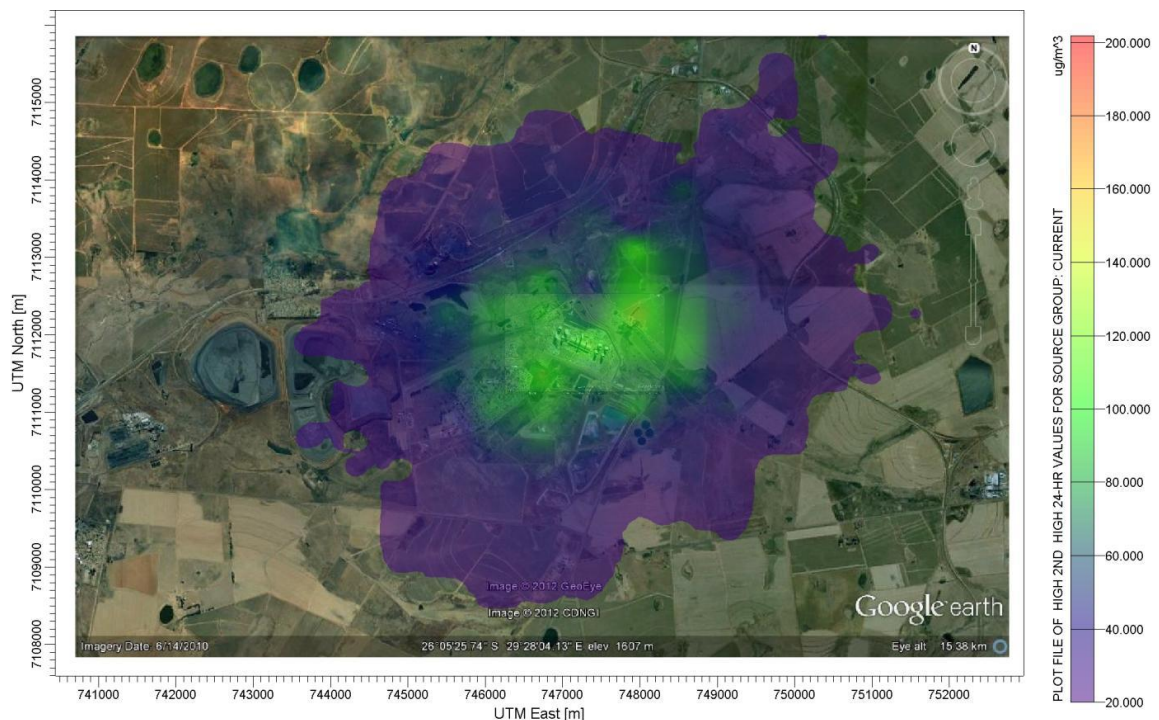 UTM North [m]
7115000
7114000
7113000
7112000
7111000
7110000
7109000
7108000
N
Image © 2012 GeoEye
Image © 2012 CDNGI
Google earth
Imagery Date: 6/14/2010
26°05'25.74" S 29°28'04.13" E elev 1607 m
Eye alt 15.38 km
741000 742000 743000 744000 745000 746000 747000 748000 749000 750000 751000 752000
UTM East [m]
PLOT FILE OF HIGH 2ND HIGH 24-HR VALUES FOR SOURCE GROUP: CURRENT
ug/m^3
200.000
180.000
160.000
140.000
120.000
100.000
80.000
60.000
40.000
20.000